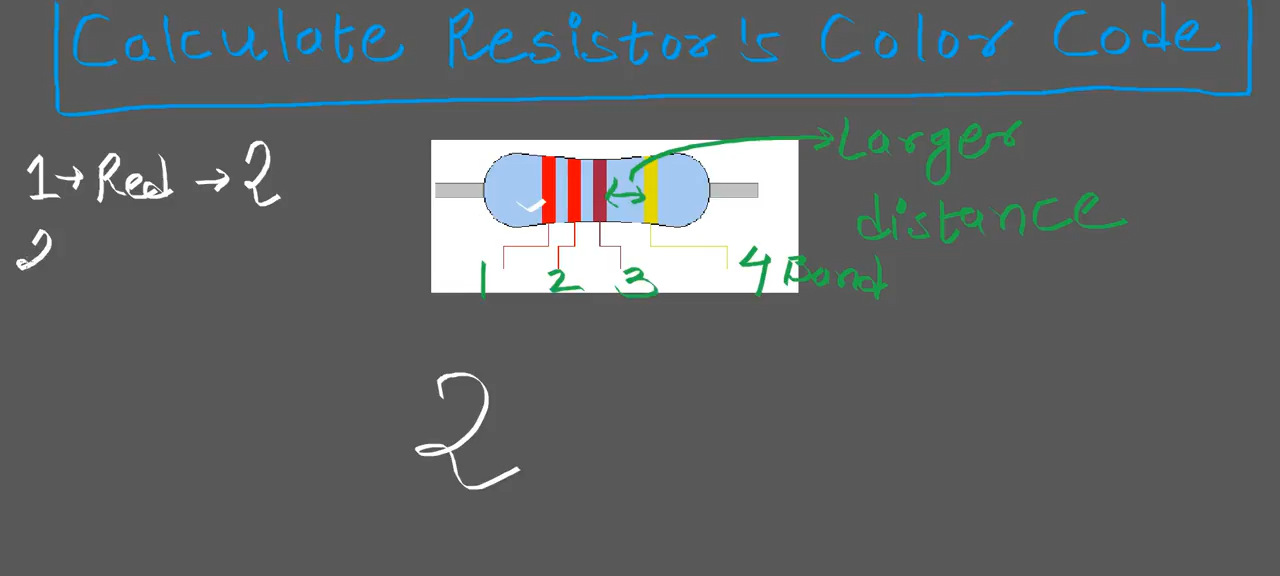 Calculate Resistor's Color Code
1 → Red → 2
2
Larger
distance
1 2 3 4 Band
2